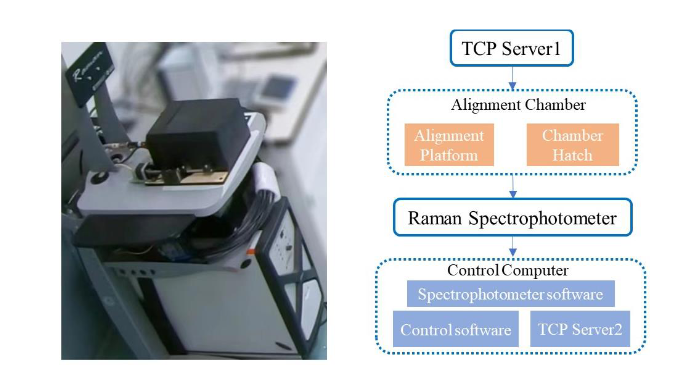 TCP Server1
Alignment Chamber
Alignment
Platform
Chamber
Hatch
Raman Spectrophotometer
Control Computer
Spectrophotometer software
Control software
TCP Server2